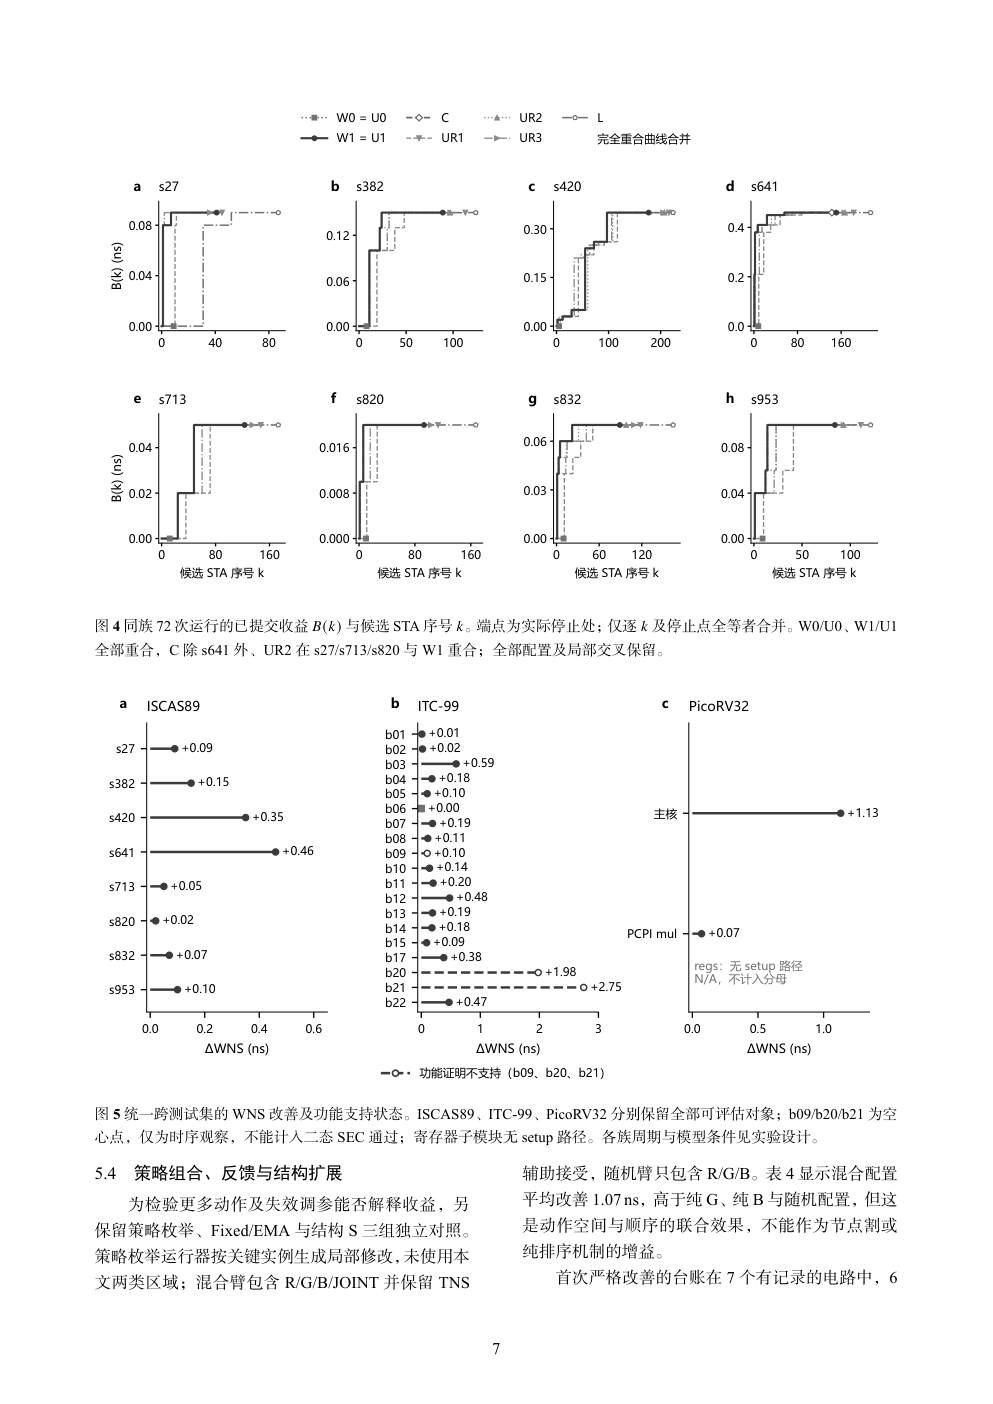 W0 = U0 C UR2 L
W1 = U1 UR1 UR3 完全重合曲线合并
a s27
b s382
c s420
d s641
B(k) (ns)
0.08
0.04
0.00
0 40 80
0.12
0.06
0.00
0 50 100
0.30
0.15
0.00
0 100 200
0.4
0.2
0.0
0 80 160
e s713
f s820
g s832
h s953
B(k) (ns)
0.04
0.02
0.00
0 80 160
候选 STA 序号 k
0.016
0.008
0.000
0 80 160
候选 STA 序号 k
0.06
0.03
0.00
0 60 120
候选 STA 序号 k
0.08
0.04
0.00
0 50 100
候选 STA 序号 k
图 4 同族 72 次运行的已提交收益 B(k) 与候选 STA 序号 k。端点为实际停止处；仅逐 k 及停止点全等者合并。W0/U0、W1/U1
全部重合，C 除 s641 外、UR2 在 s27/s713/s820 与 W1 重合；全部配置及局部交叉保留。
a ISCAS89
s27 +0.09
s382 +0.15
s420 +0.35
s641 +0.46
s713 +0.05
s820 +0.02
s832 +0.07
s953 +0.10
0.0 0.2 0.4 0.6
ΔWNS (ns)
b ITC-99
b01 +0.01
b02 +0.02
b03 +0.59
b04 +0.18
b05 +0.10
b06 +0.00
b07 +0.19
b08 +0.11
b09 +0.10
b10 +0.14
b11 +0.20
b12 +0.48
b13 +0.19
b14 +0.18
b15 +0.09
b17 +0.38
b20 +1.98
b21 +2.75
b22 +0.47
0 1 2 3
ΔWNS (ns)
c PicoRV32
主核 +1.13
PCPI mul +0.07
regs：无 setup 路径
N/A，不计入分母
0.0 0.5 1.0
ΔWNS (ns)
功能证明不支持（b09、b20、b21）
图 5 统一跨测试集的 WNS 改善及功能支持状态。ISCAS89、ITC-99、PicoRV32 分别保留全部可评估对象；b09/b20/b21 为空
心点，仅为时序观察，不能计入二态 SEC 通过；寄存器子模块无 setup 路径。各族周期与模型条件见实验设计。
5.4 策略组合、反馈与结构扩展
为检验更多动作及失效调参能否解释收益，另
保留策略枚举、Fixed/EMA 与结构 S 三组独立对照。
策略枚举运行器按关键实例生成局部修改，未使用本
文两类区域；混合臂包含 R/G/B/JOINT 并保留 TNS
辅助接受，随机臂只包含 R/G/B。表 4 显示混合配置
平均改善 1.07 ns，高于纯 G、纯 B 与随机配置，但这
是动作空间与顺序的联合效果，不能作为节点割或
纯排序机制的增益。
首次严格改善的台账在 7 个有记录的电路中，6
7